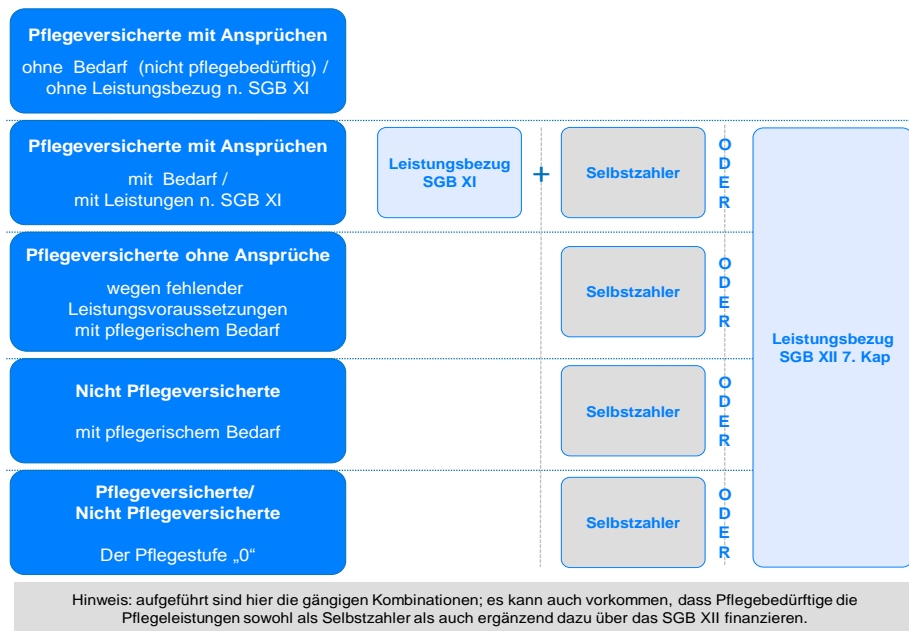 Pflegeversicherte mit Ansprüchen
ohne Bedarf (nicht pflegebedürftig) /
ohne Leistungsbezug n. SGB XI
Pflegeversicherte mit Ansprüchen
mit Bedarf /
mit Leistungen n. SGB XI
Leistungsbezug
SGB XI
+
Selbstzahler
O
D
E
R
Pflegeversicherte ohne Ansprüche
wegen fehlender
Leistungsvoraussetzungen
mit pflegerischem Bedarf
Selbstzahler
O
D
E
R
Leistungsbezug
SGB XII 7. Kap
Nicht Pflegeversicherte
mit pflegerischem Bedarf
Selbstzahler
O
D
E
R
Pflegeversicherte/
Nicht Pflegeversicherte
Der Pflegestufe „0“
Selbstzahler
O
D
E
R
Hinweis: aufgeführt sind hier die gängigen Kombinationen; es kann auch vorkommen, dass Pflegebedürftige die
Pflegeleistungen sowohl als Selbstzahler als auch ergänzend dazu über das SGB XII finanzieren.